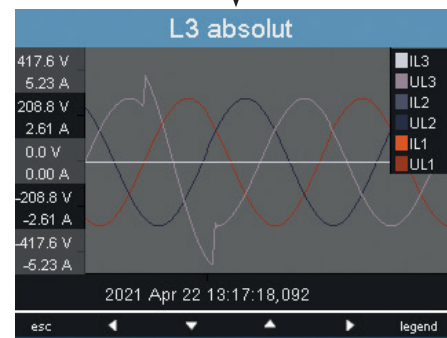 L3 absolut
417.6 V
5.23 A
208.8 V
2.61 A
0.0 V
0.00 A
-208.8 V
-2.61 A
-417.6 V
-5.23 A
IL3
UL3
IL2
UL2
IL1
UL1
2021 Apr 22 13:17:18,092
esc
legend